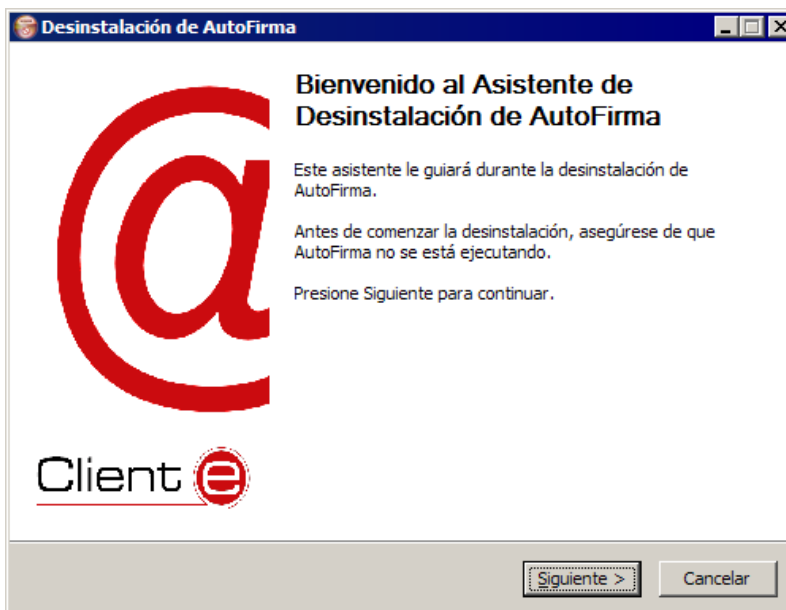 Desinstalación de AutoFirma
Bienvenido al Asistente de
Desinstalación de AutoFirma
Este asistente le guiará durante la desinstalación de
AutoFirma.
Antes de comenzar la desinstalación, asegúrese de que
AutoFirma no se está ejecutando.
Presione Siguiente para continuar.
@
Client e
Siguiente >
Cancelar